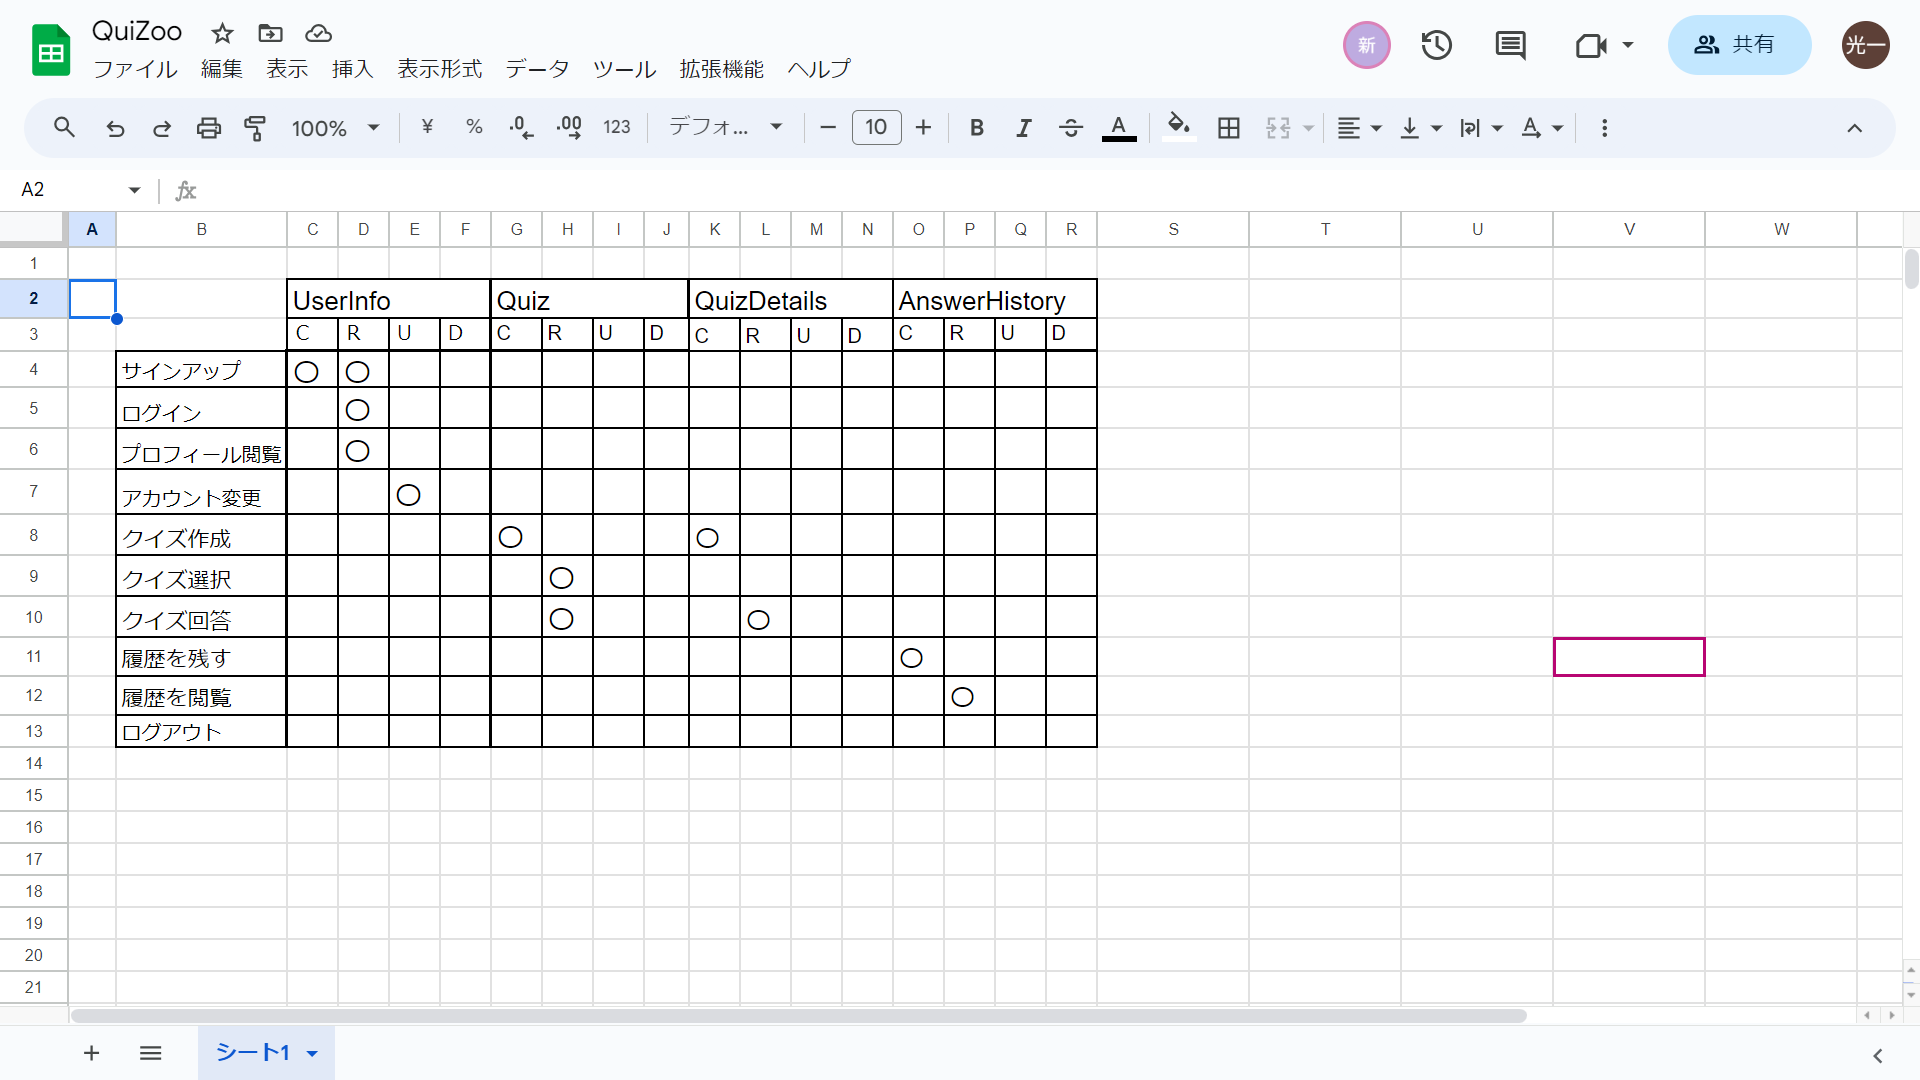 QuiZoo
ファイル 編集 表示 挿入 表示形式 データ ツール 拡張機能 ヘルプ
新 共有 光一
100% ¥ % .0 .00 123 デフォ... 10 B I S A A
A2 fx
A B C D E F G H I J K L M N O P Q R S T U V W
1
2 UserInfo Quiz QuizDetails AnswerHistory
3 C R U D C R U D C R U D C R U D
4 サインアップ ○ ○
5 ログイン ○
6 プロフィール閲覧 ○
7 アカウント変更 ○
8 クイズ作成 ○ ○
9 クイズ選択 ○
10 クイズ回答 ○ ○
11 履歴を残す ○
12 履歴を閲覧 ○
13 ログアウト
14
15
16
17
18
19
20
21
シート1